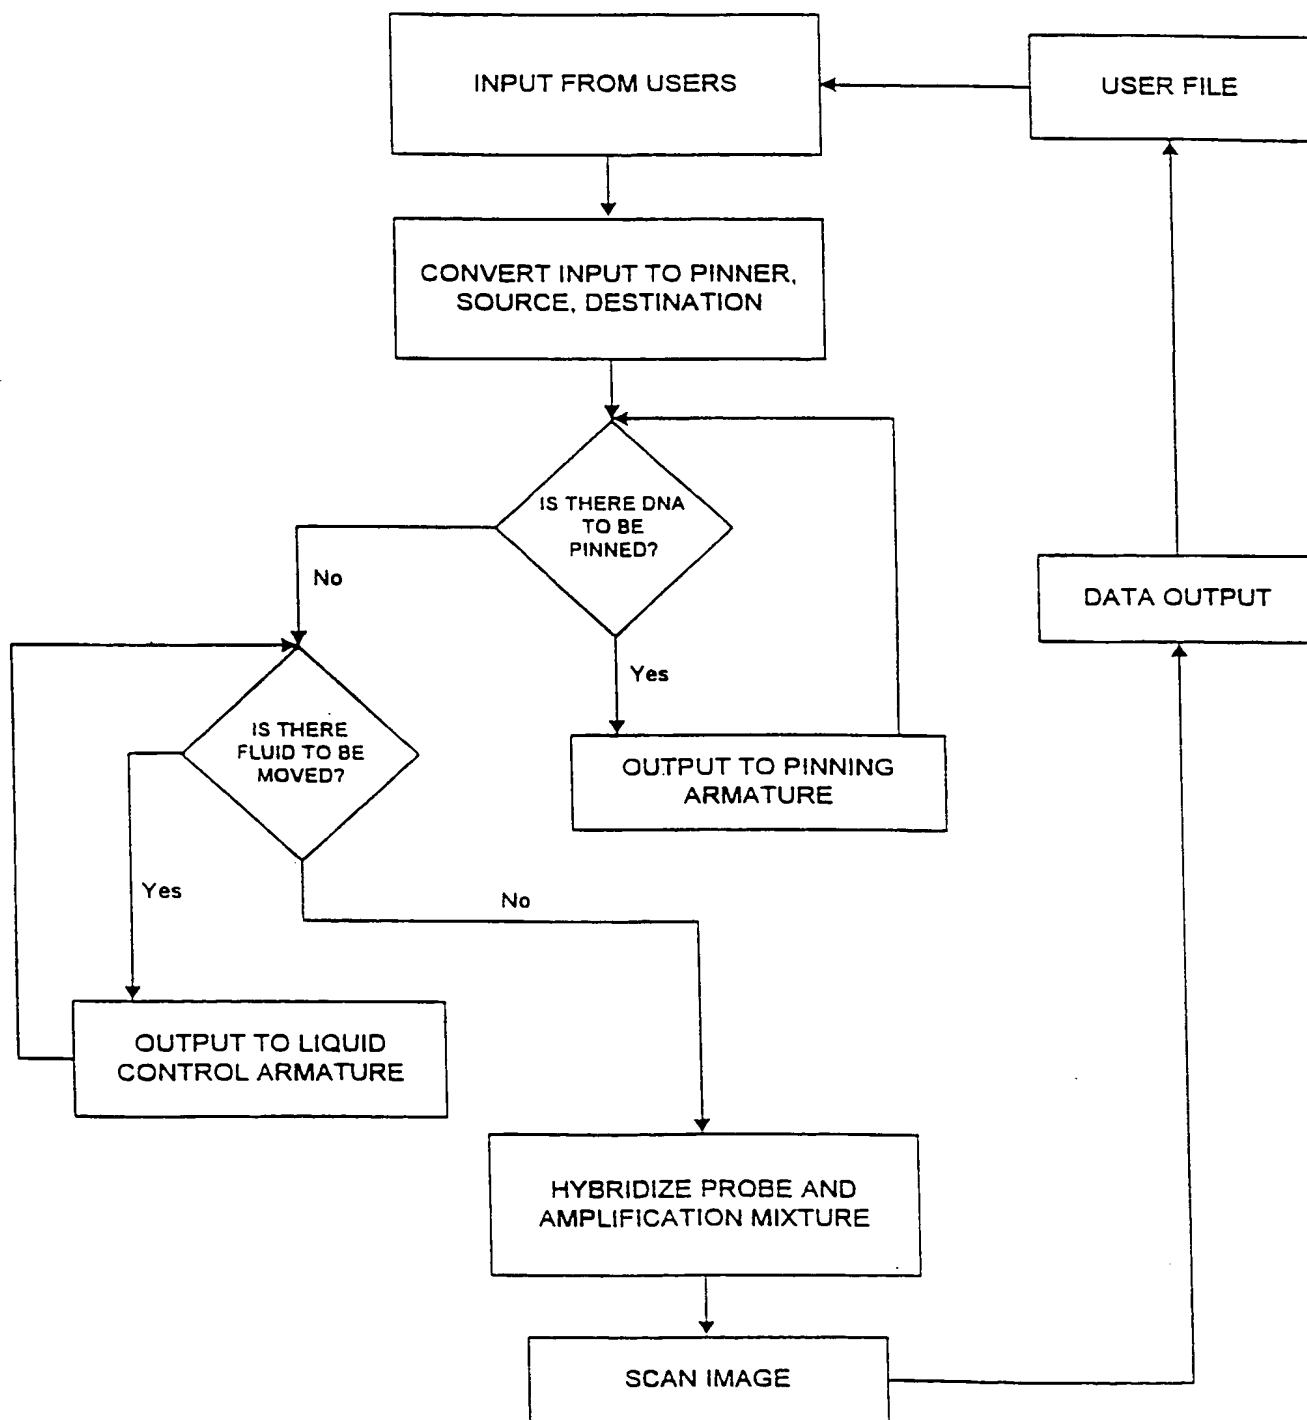 INPUT FROM USERS
USER FILE
CONVERT INPUT TO PINNER,
SOURCE, DESTINATION
IS THERE DNA
TO BE
PINNED?
No
Yes
DATA OUTPUT
IS THERE
FLUID TO BE
MOVED?
OUTPUT TO PINNING
ARMATURE
Yes
No
OUTPUT TO LIQUID
CONTROL ARMATURE
HYBRIDIZE PROBE AND
AMPLIFICATION MIXTURE
SCAN IMAGE